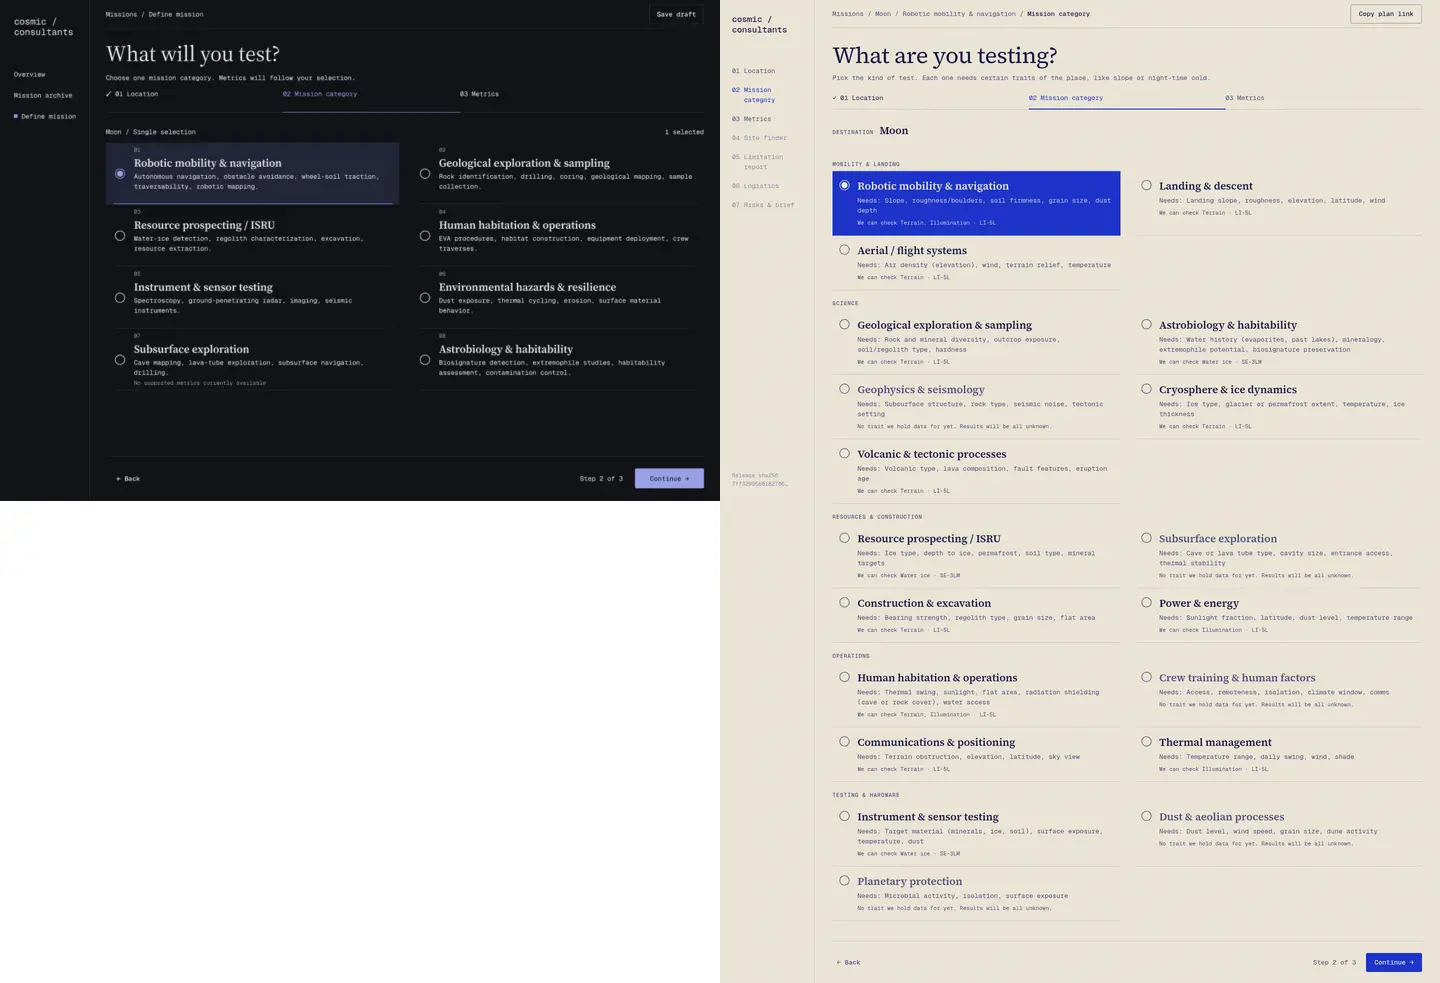 cosmic /
consultants
Overview
Mission archive
Define mission
Missions / Define mission
Save draft
What will you test?
Choose one mission category. Metrics will follow your selection.
✓ 01 Location
02 Mission category
03 Metrics
Moon / Single selection
1 selected
01
Robotic mobility & navigation
Autonomous navigation, obstacle avoidance, wheel-soil traction,
traversability, robotic mapping.
02
Geological exploration & sampling
Rock identification, drilling, coring, geological mapping, sample
collection.
03
Resource prospecting / ISRU
Water-ice detection, regolith characterization, excavation,
resource extraction.
04
Human habitation & operations
EVA procedures, habitat construction, equipment deployment, crew
traverses.
05
Instrument & sensor testing
Spectroscopy, ground-penetrating radar, imaging, seismic
instruments.
06
Environmental hazards & resilience
Dust exposure, thermal cycling, erosion, surface material
behavior.
07
Subsurface exploration
Cave mapping, lava-tube exploration, subsurface navigation,
drilling.
No supported metrics currently available
08
Astrobiology & habitability
Biosignature detection, extremophile studies, habitability
assessment, contamination control.
← Back
Step 2 of 3
Continue →
cosmic /
consultants
01 Location
02 Mission
category
03 Metrics
04 Site finder
05 Limitation
report
06 Logistics
07 Risks & brief
Release sha256
Missions / Moon / Robotic mobility & navigation / Mission category
Copy plan link
What are you testing?
Pick the kind of test. Each one needs certain traits of the place, like slope or night-time cold.
✓ 01 Location
02 Mission category
03 Metrics
DESTINATION Moon
MOBILITY & LANDING
Robotic mobility & navigation
Needs: Slope, roughness/boulders, soil firmness, grain size, dust
depth
We can check Terrain, Illumination · LI-5L
Landing & descent
Needs: Landing slope, roughness, elevation, latitude, wind
We can check Terrain · LI-5L
Aerial / flight systems
Needs: Air density (elevation), wind, terrain relief, temperature
We can check Terrain · LI-5L
SCIENCE
Geological exploration & sampling
Needs: Rock and mineral diversity, outcrop exposure,
soil/regolith type, hardness
We can check Terrain · LI-5L
Astrobiology & habitability
Needs: Water history (evaporites, past lakes), mineralogy,
extremophile potential, biosignature preservation
We can check Water ice · SE-3LM
Geophysics & seismology
Needs: Subsurface structure, rock type, seismic noise, tectonic
setting
No trait we hold data for yet. Results will be all unknown.
Cryosphere & ice dynamics
Needs: Ice type, glacier or permafrost extent, temperature, ice
thickness
We can check Terrain · LI-5L
Volcanic & tectonic processes
Needs: Volcanic type, lava composition, fault features, eruption
age
We can check Terrain · LI-5L
RESOURCES & CONSTRUCTION
Resource prospecting / ISRU
Needs: Ice type, depth to ice, permafrost, soil type, mineral
targets
We can check Water ice · SE-3LM
Subsurface exploration
Needs: Cave or lava tube type, cavity size, entrance access,
thermal stability
No trait we hold data for yet. Results will be all unknown.
Construction & excavation
Needs: Bearing strength, regolith type, grain size, flat area
We can check Terrain · LI-5L
Power & energy
Needs: Sunlight fraction, latitude, dust level, temperature range
We can check Illumination · LI-5L
OPERATIONS
Human habitation & operations
Needs: Thermal swing, sunlight, flat area, radiation shielding
(cave or rock cover), water access
We can check Terrain, Illumination · LI-5L
Crew training & human factors
Needs: Access, remoteness, isolation, climate window, comms
No trait we hold data for yet. Results will be all unknown.
Communications & positioning
Needs: Terrain obstruction, elevation, latitude, sky view
We can check Terrain · LI-5L
Thermal management
Needs: Temperature range, daily swing, wind, shade
We can check Illumination · LI-5L
TESTING & HARDWARE
Instrument & sensor testing
Needs: Target material (minerals, ice, soil), surface exposure,
temperature, dust
We can check Water ice · SE-3LM
Dust & aeolian processes
Needs: Dust level, wind speed, grain size, dune activity
No trait we hold data for yet. Results will be all unknown.
Planetary protection
Needs: Microbial activity, isolation, surface exposure
No trait we hold data for yet. Results will be all unknown.
← Back
Step 2 of 3
Continue →